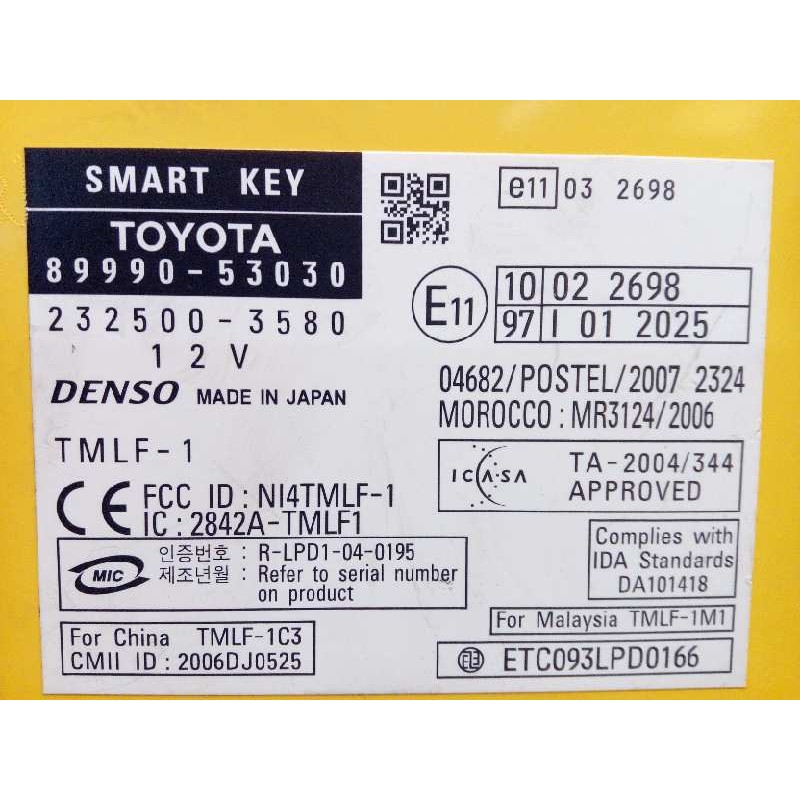 SMART KEY
TOYOTA
89990-53030
232500-3580
12V
DENSO MADE IN JAPAN
TMLF-1
CE FCC ID : NI4TMLF-1
IC : 2842A-TMLF1
MIC 인증번호 : R-LPD1-04-0195
제조년월 : Refer to serial number
on product
For China TMLF-1C3
CMII ID : 2006DJ0525
e11 03 2698
E11 10 02 2698
97 I 01 2025
04682/POSTEL/2007 2324
MOROCCO : MR3124/2006
ICASA TA-2004/344
APPROVED
Complies with
IDA Standards
DA101418
For Malaysia TMLF-1M1
ETC093LPD0166